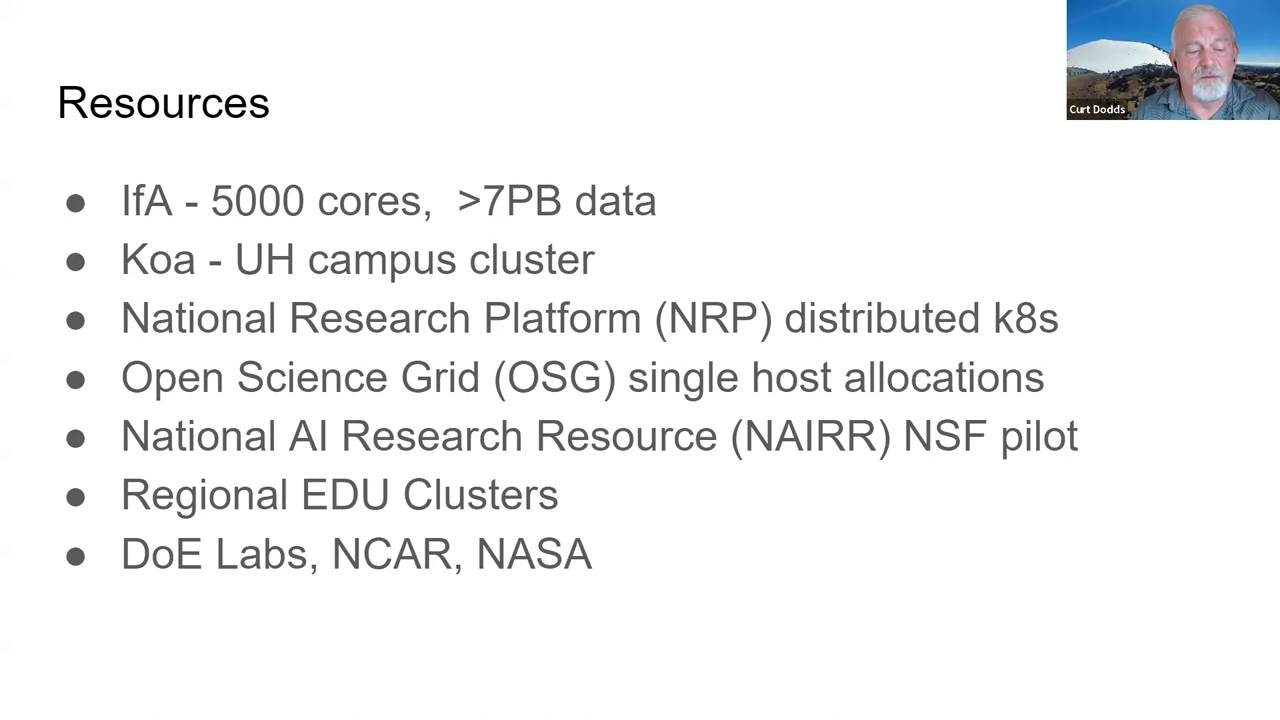 Resources
Curt Dodds
● IfA - 5000 cores, >7PB data
● Koa - UH campus cluster
● National Research Platform (NRP) distributed k8s
● Open Science Grid (OSG) single host allocations
● National AI Research Resource (NAIRR) NSF pilot
● Regional EDU Clusters
● DoE Labs, NCAR, NASA